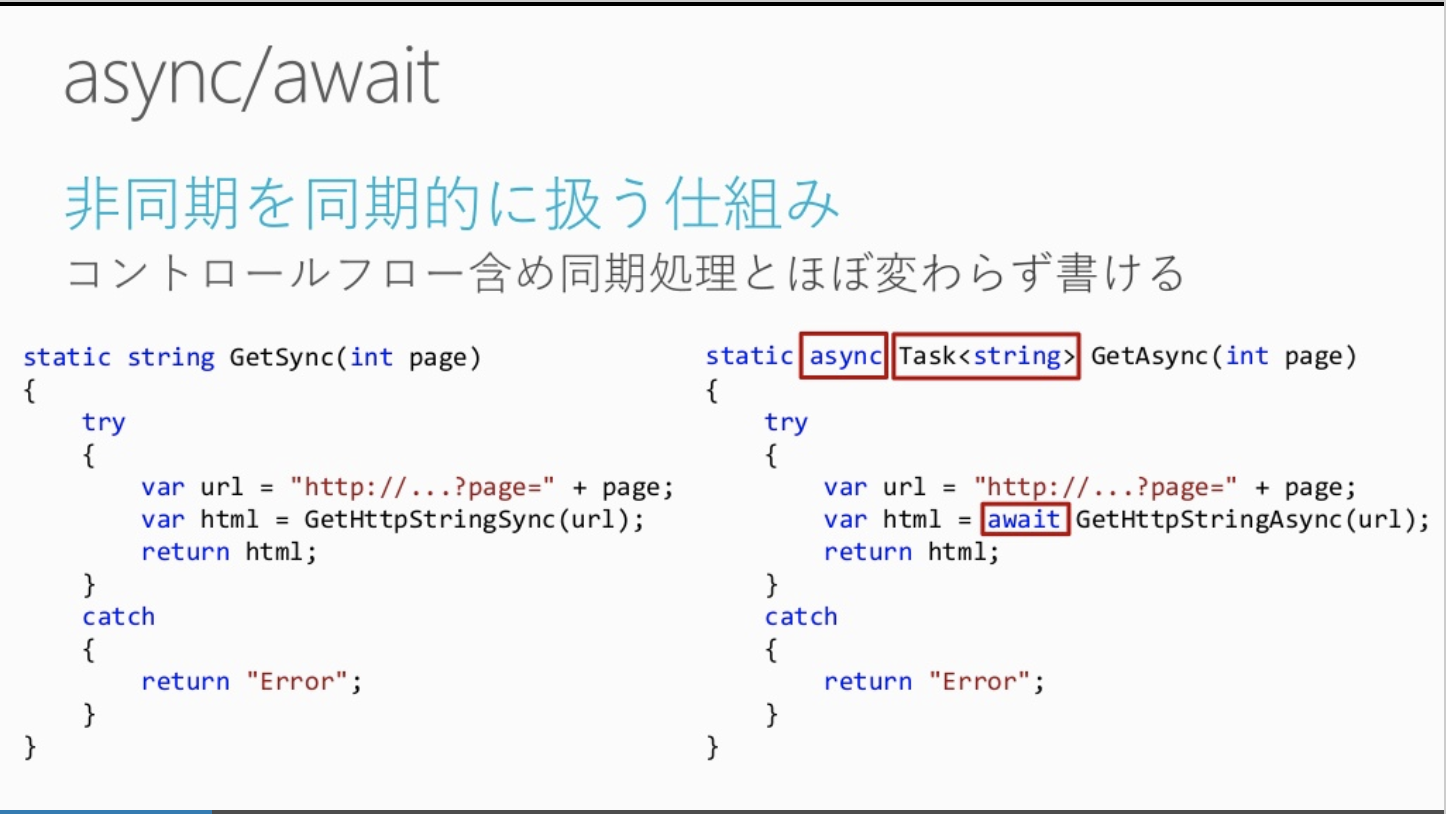 async/await
非同期を同期的に扱う仕組み
コントロールフロー含め同期処理とほぼ変わらず書ける
static string GetSync(int page)
{
    try
    {
        var url = "http://...?page=" + page;
        var html = GetHttpStringSync(url);
        return html;
    }
    catch
    {
        return "Error";
    }
}
static async Task<string> GetAsync(int page)
{
    try
    {
        var url = "http://...?page=" + page;
        var html = await GetHttpStringAsync(url);
        return html;
    }
    catch
    {
        return "Error";
    }
}